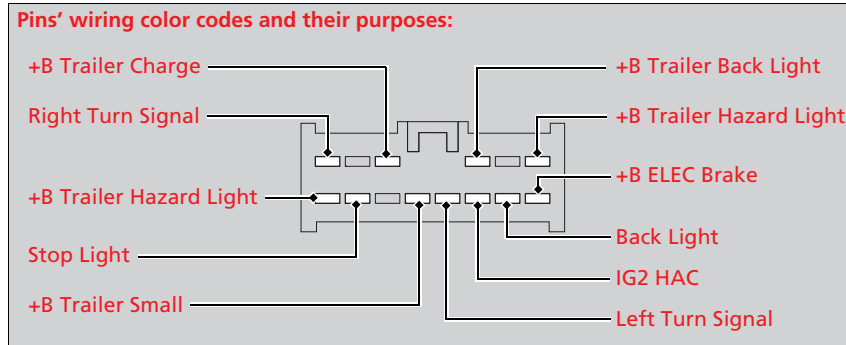 Pins' wiring color codes and their purposes:
+B Trailer Charge
Right Turn Signal
+B Trailer Hazard Light
Stop Light
+B Trailer Small
+B Trailer Back Light
+B Trailer Hazard Light
+B ELEC Brake
Back Light
IG2 HAC
Left Turn Signal